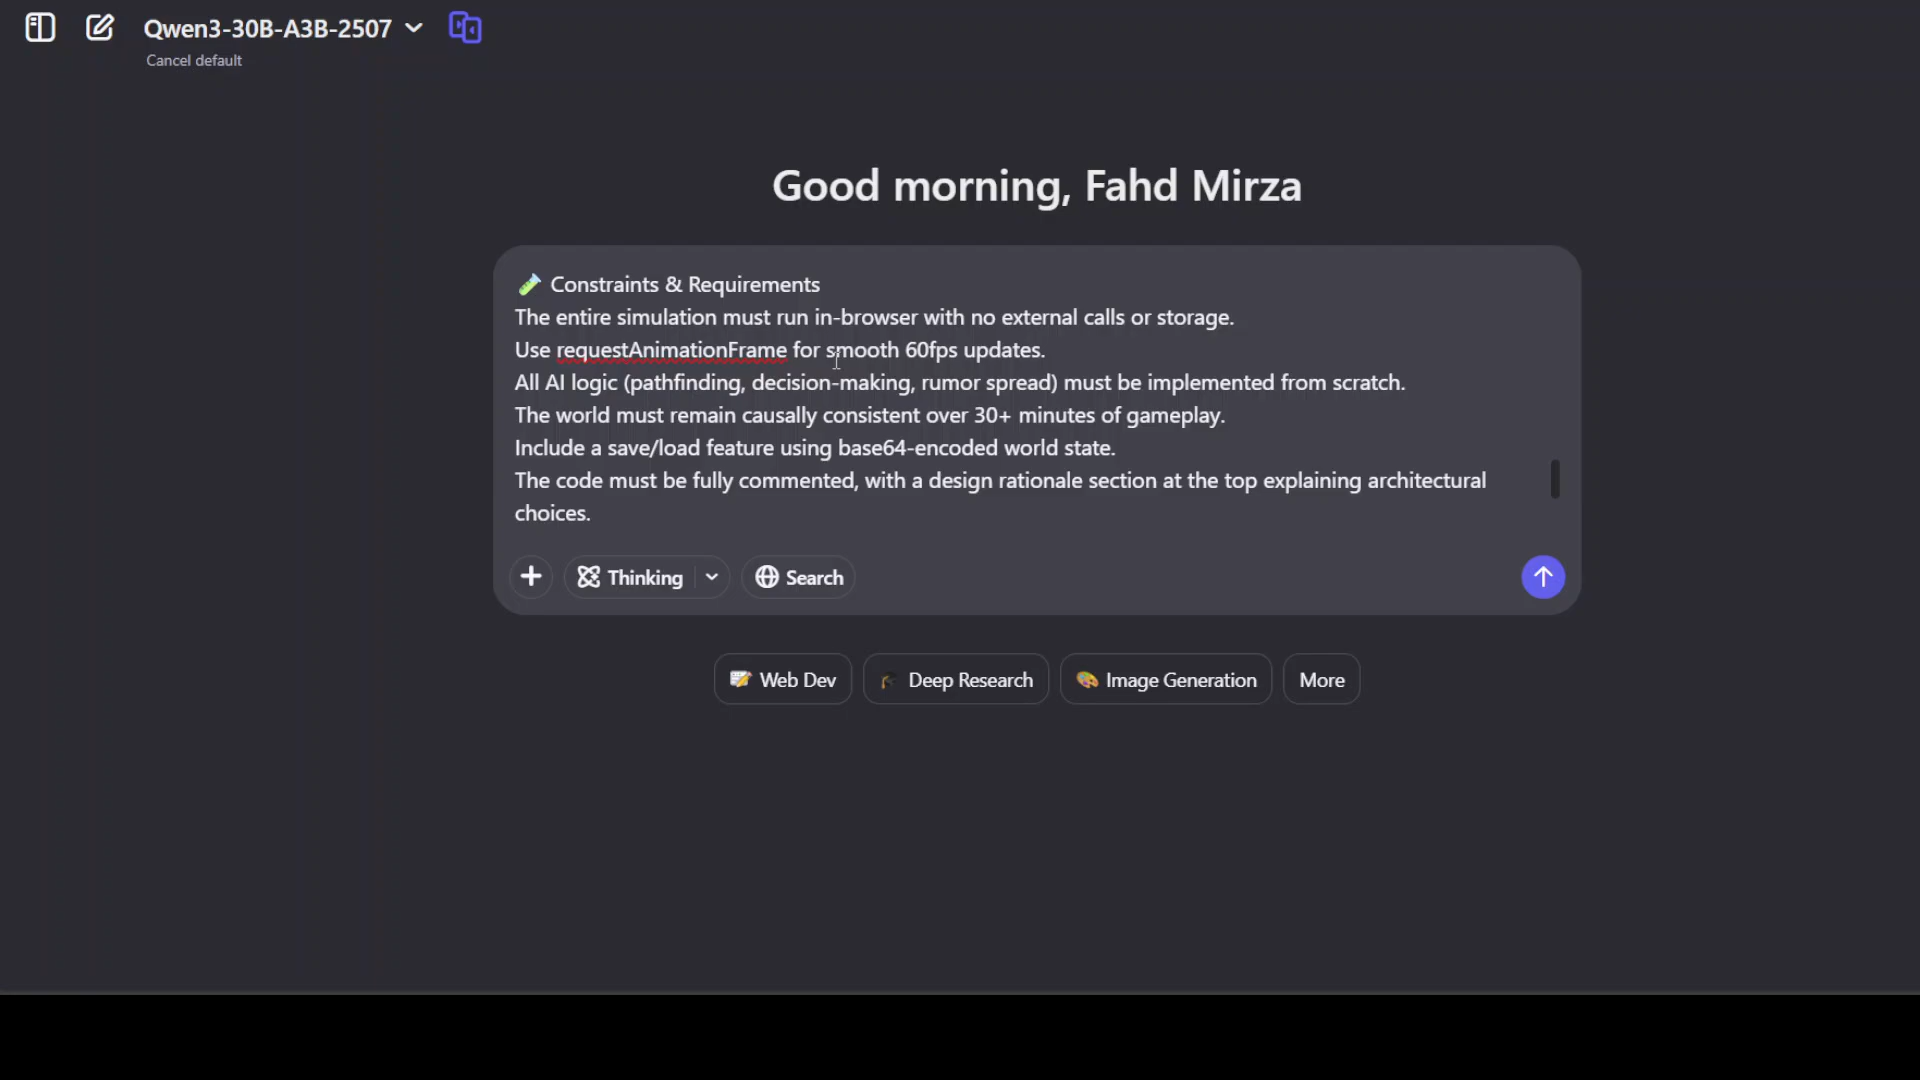 Qwen3-30B-A3B-2507
Cancel default
Good morning, Fahd Mirza
🧪 Constraints & Requirements
The entire simulation must run in-browser with no external calls or storage.
Use requestAnimationFrame for smooth 60fps updates.
All AI logic (pathfinding, decision-making, rumor spread) must be implemented from scratch.
The world must remain causally consistent over 30+ minutes of gameplay.
Include a save/load feature using base64-encoded world state.
The code must be fully commented, with a design rationale section at the top explaining architectural
choices.
Thinking
Search
Web Dev
Deep Research
Image Generation
More